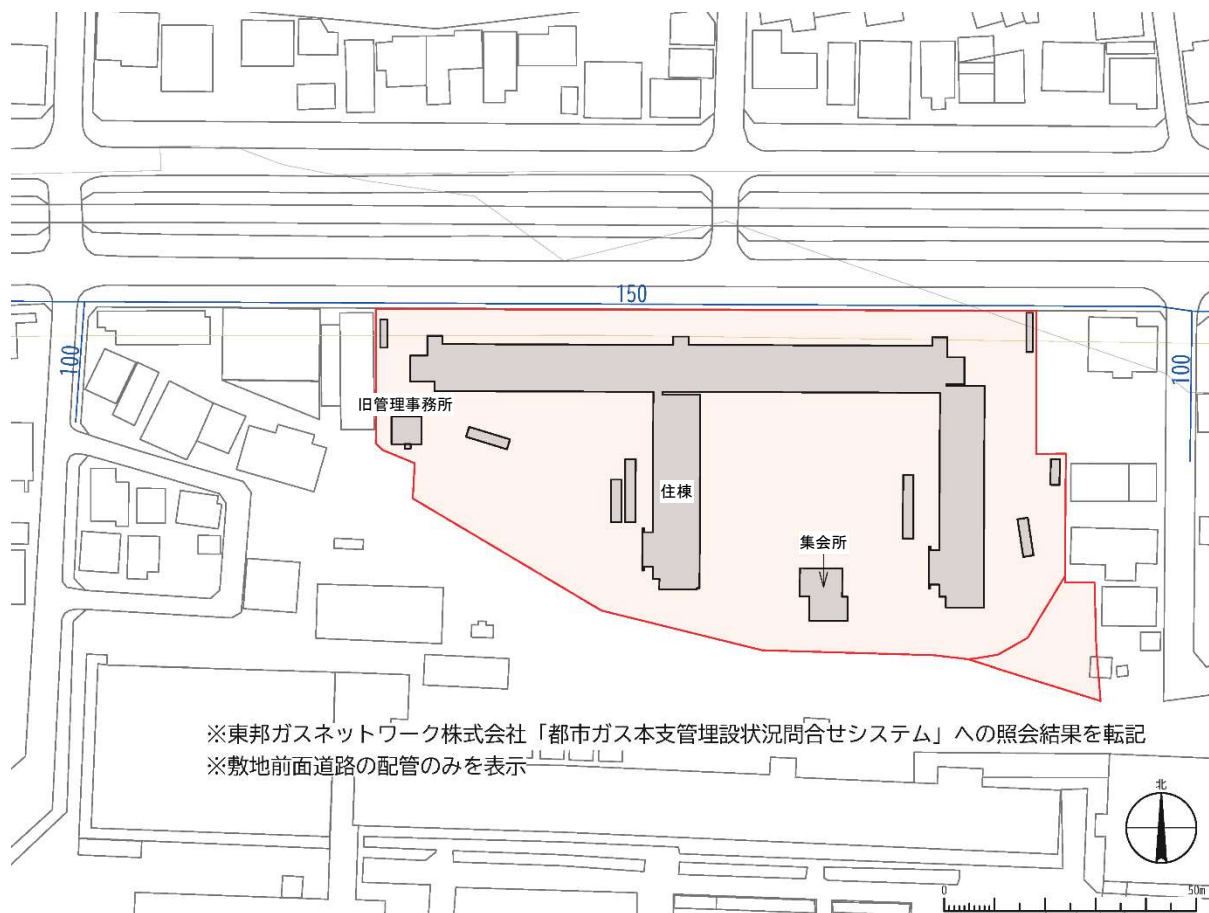 150
100
100
旧管理事務所
住棟
集会所
※東邦ガスネットワーク株式会社「都市ガス本支管埋設状況問合せシステム」への照会結果を転記
※敷地前面道路の配管のみを表示
北
0
50m